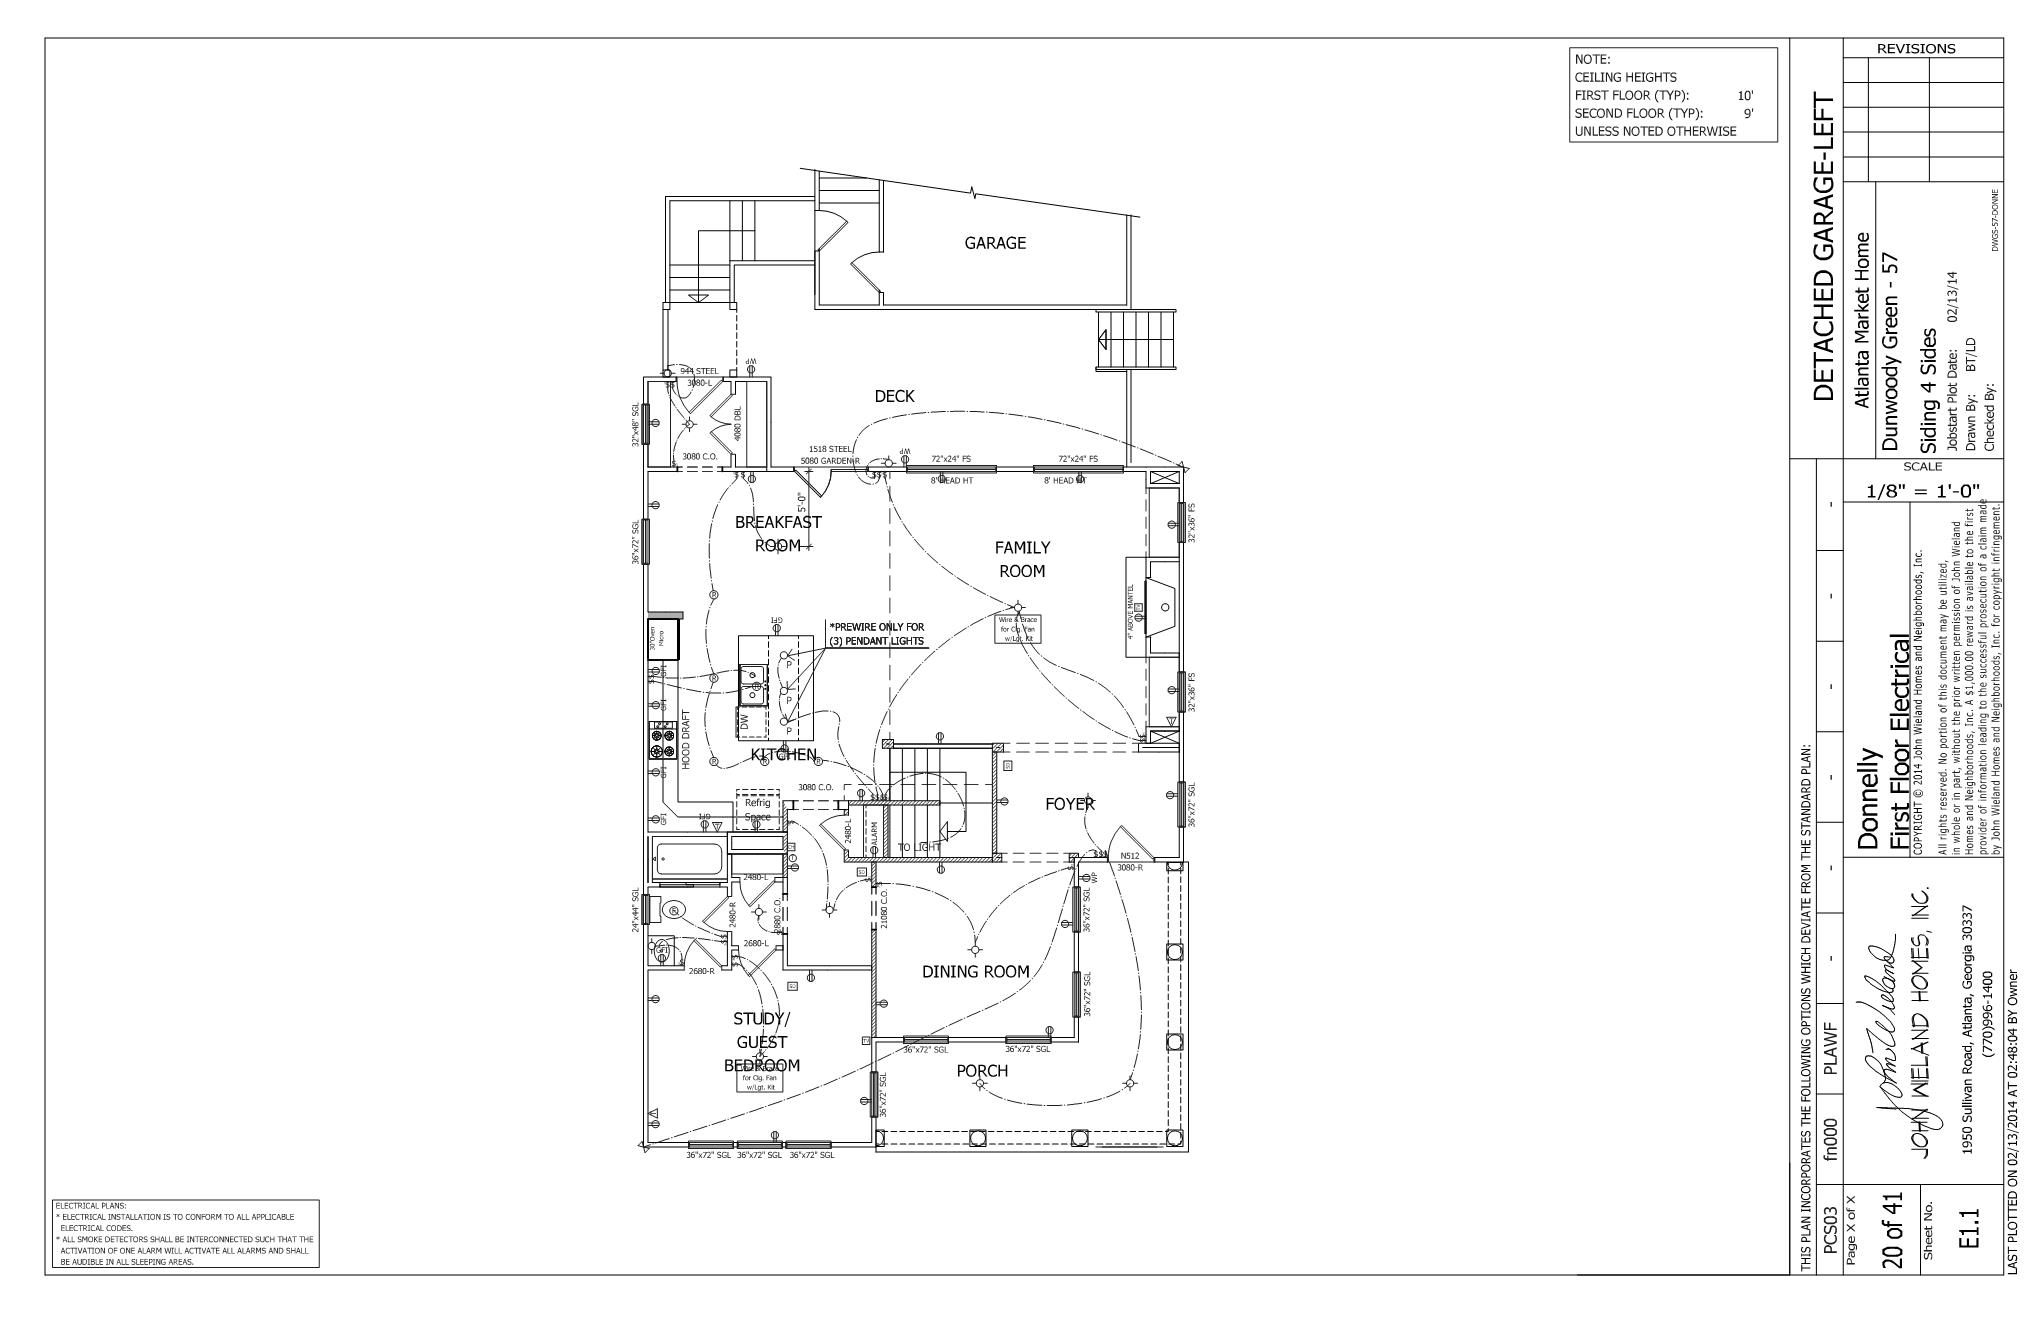 NOTE:
CEILING HEIGHTS
FIRST FLOOR (TYP): 10'
SECOND FLOOR (TYP): 9'
UNLESS NOTED OTHERWISE
GARAGE
DECK
WP
944 STEEL
3080-L
32"x48" SGL
4080 DBL
3080 C.O.
1518 STEEL
5080 GARDEN-R
WP
72"x24" FS
72"x24" FS
8' HEAD HT
8' HEAD HT
5'-0"
BREAKFAST
ROOM
36"x72" SGL
FAMILY
ROOM
32"x36" FS
Wire & Brace
for Clg. Fan
w/Lgt. Kit
4" ABOVE MANTEL
GFI
*PREWIRE ONLY FOR
(3) PENDANT LIGHTS
30"Oven
Micro
GFI
P
P
P
DW
GFI
HOOD DRAFT
KITCHEN
GFI
GFI
GFI
32"x36" FS
3080 C.O.
Refrig
Space
FOYER
36"x72" SGL
2480-L
ALARM
TO LIGHT
N512
3080-R
WP
2480-L
2480-R
2880 C.O.
21080 C.O.
24"x44" SGL
GFI
2680-L
2680-R
36"x72" SGL
DINING ROOM
36"x72" SGL
STUDY/
GUEST
BEDROOM
for Clg. Fan
w/Lgt. Kit
36"x72" SGL
36"x72" SGL
PORCH
36"x72" SGL
36"x72" SGL
36"x72" SGL
36"x72" SGL
ELECTRICAL PLANS:
* ELECTRICAL INSTALLATION IS TO CONFORM TO ALL APPLICABLE
ELECTRICAL CODES.
* ALL SMOKE DETECTORS SHALL BE INTERCONNECTED SUCH THAT THE
ACTIVATION OF ONE ALARM WILL ACTIVATE ALL ALARMS AND SHALL
BE AUDIBLE IN ALL SLEEPING AREAS.
REVISIONS
DETACHED GARAGE-LEFT
Atlanta Market Home
Dunwoody Green - 57
Siding 4 Sides
Jobstart Plot Date: 02/13/14
Drawn By: BT/LD
Checked By:
DWGS-57-DONNE
SCALE
1/8" = 1'-0"
Donnelly
First Floor Electrical
COPYRIGHT © 2014 John Wieland Homes and Neighborhoods, Inc.
All rights reserved. No portion of this document may be utilized,
in whole or in part, without the prior written permission of John Wieland
Homes and Neighborhoods, Inc. A $1,000.00 reward is available to the first
provider of information leading to the successful prosecution of a claim made
by John Wieland Homes and Neighborhoods, Inc. for copyright infringement.
THIS PLAN INCORPORATES THE FOLLOWING OPTIONS WHICH DEVIATE FROM THE STANDARD PLAN:
PCS03
fn000
PLAWF
-
-
-
-
-
-
John Wieland
JOHN WIELAND HOMES, INC.
1950 Sullivan Road, Atlanta, Georgia 30337
(770)996-1400
Page X of X
20 of 41
Sheet No.
E1.1
LAST PLOTTED ON 02/13/2014 AT 02:48:04 BY Owner